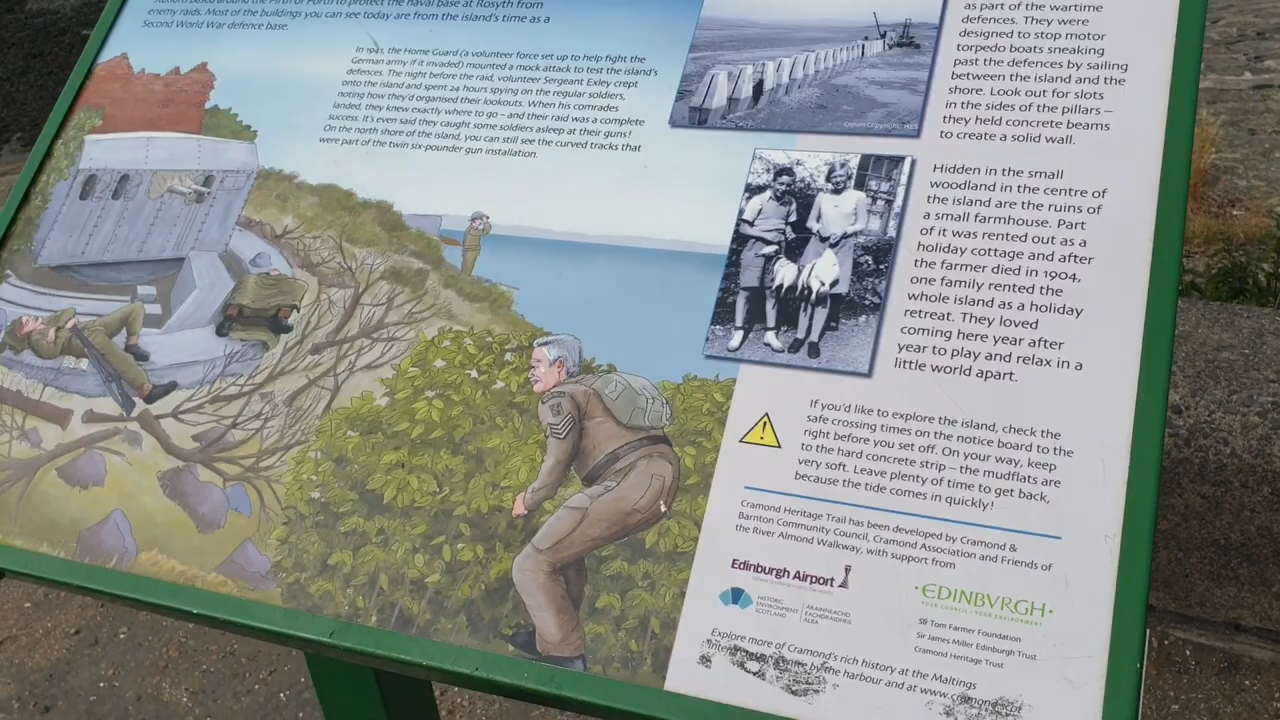 stations based around the Firth of Forth to protect the naval base at Rosyth from
enemy raids. Most of the buildings you can see today are from the island's time as a
Second World War defence base.
In 1941, the Home Guard (a volunteer force set up to help fight the
German army if it invaded) mounted a mock attack to test the island's
defences. The night before the raid, volunteer Sergeant Exley crept
onto the island and spent 24 hours spying on the regular soldiers,
noting how they'd organised their lookouts. When his comrades
landed, they knew exactly where to go – and their raid was a complete
success. It's even said they caught some soldiers asleep at their guns!
On the north shore of the island, you can still see the curved tracks that
were part of the twin six-pounder gun installation.
Crown Copyright: HES
as part of the wartime
defences. They were
designed to stop motor
torpedo boats sneaking
past the defences by sailing
between the island and the
shore. Look out for slots
in the sides of the pillars –
they held concrete beams
to create a solid wall.
Hidden in the small
woodland in the centre of
the island are the ruins of
a small farmhouse. Part
of it was rented out as a
holiday cottage and after
the farmer died in 1904,
one family rented the
whole island as a holiday
retreat. They loved
coming here year after
year to play and relax in a
little world apart.
If you'd like to explore the island, check the
safe crossing times on the notice board to the
right before you set off. On your way, keep
to the hard concrete strip – the mudflats are
very soft. Leave plenty of time to get back,
because the tide comes in quickly!
Cramond Heritage Trail has been developed by Cramond &
Barnton Community Council, Cramond Association and Friends of
the River Almond Walkway, with support from
Edinburgh Airport
HISTORIC
ENVIRONMENT
SCOTLAND
ÀRAINNEACHD
EACHDRAIDHEIL
ALBA
•EDINBVRGH•
YOUR COUNCIL - YOUR ENVIRONMENT
Sir Tom Farmer Foundation
Sir James Miller Edinburgh Trust
Cramond Heritage Trust
Explore more of Cramond's rich history at the Maltings
by the harbour and at www.cramond